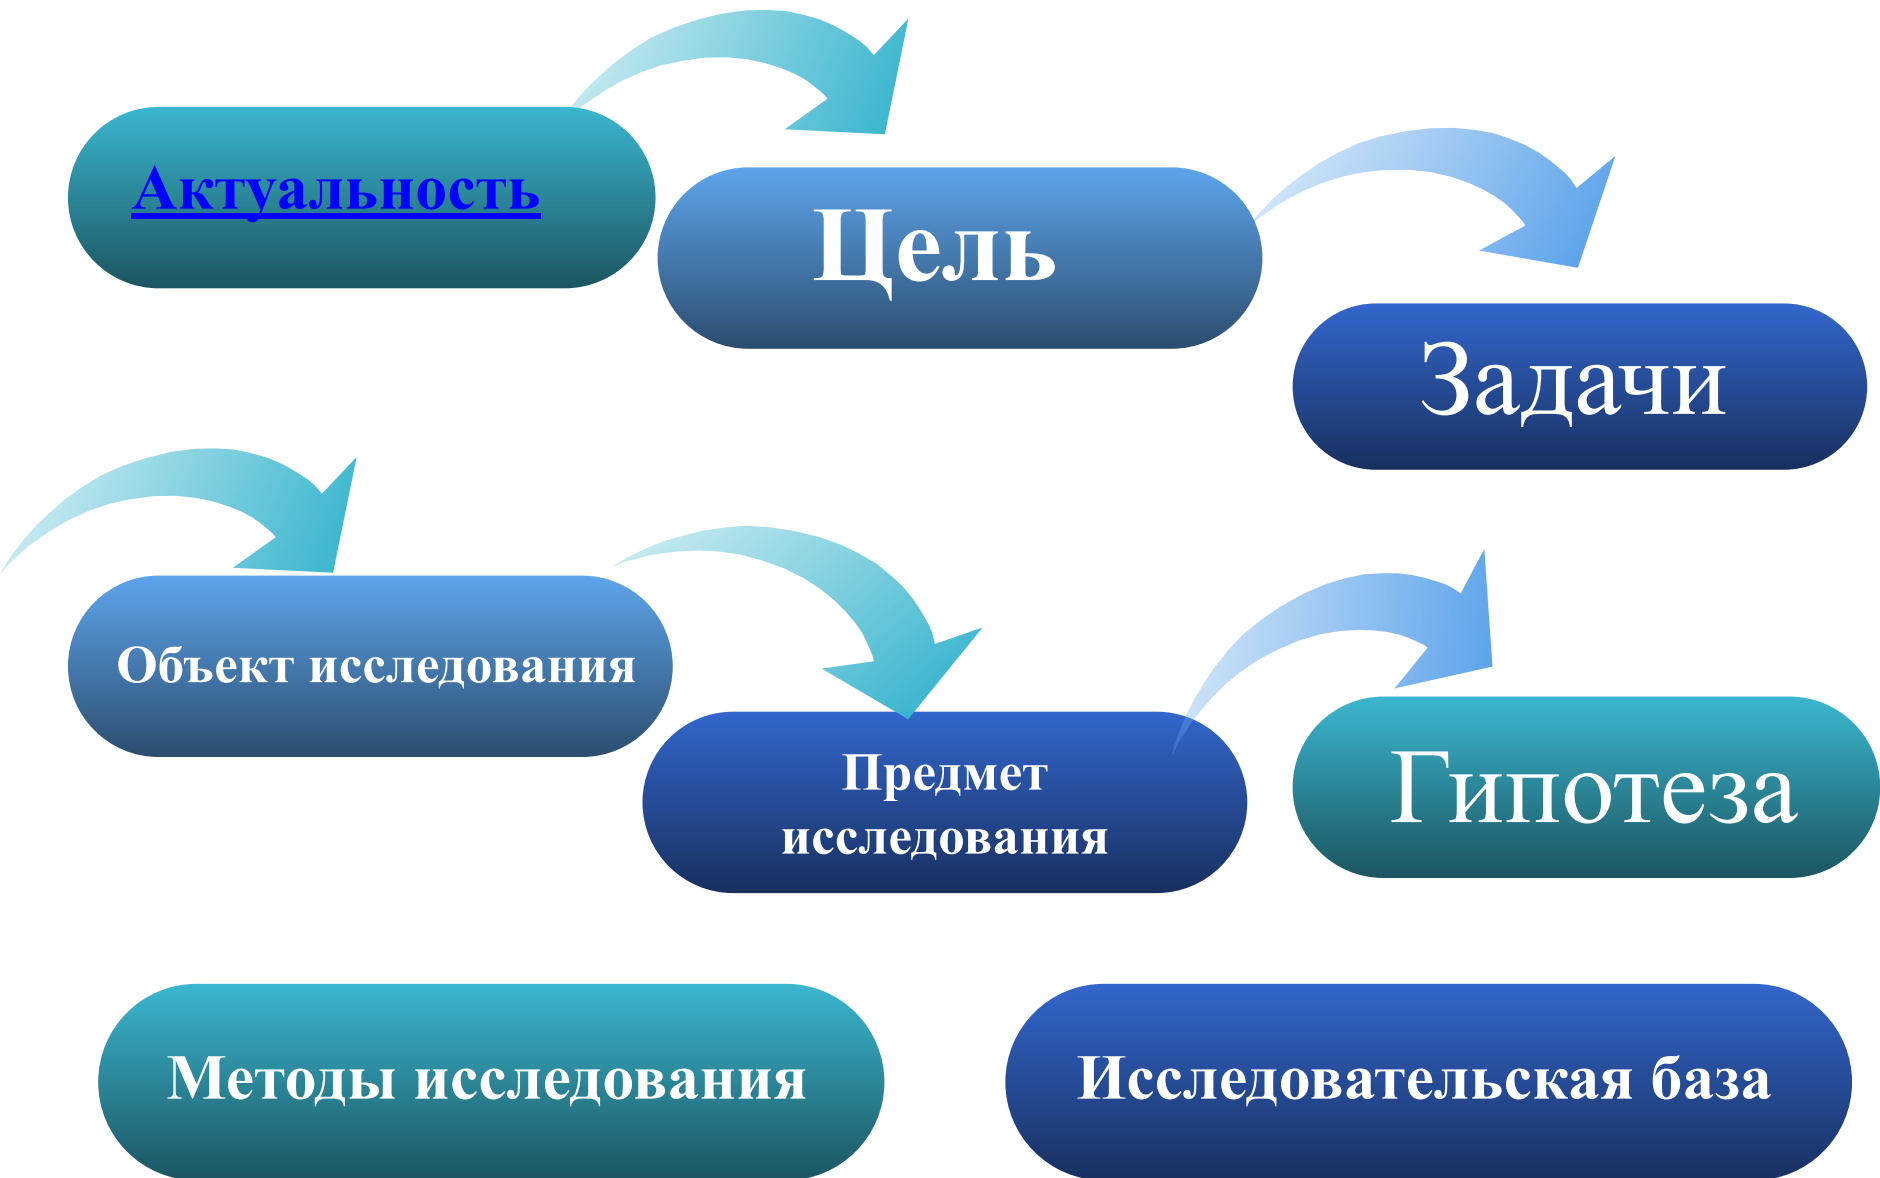 Актуальность
Цель
Задачи
Объект исследования
Предмет
исследования
Гипотеза
Методы исследования
Исследовательская база